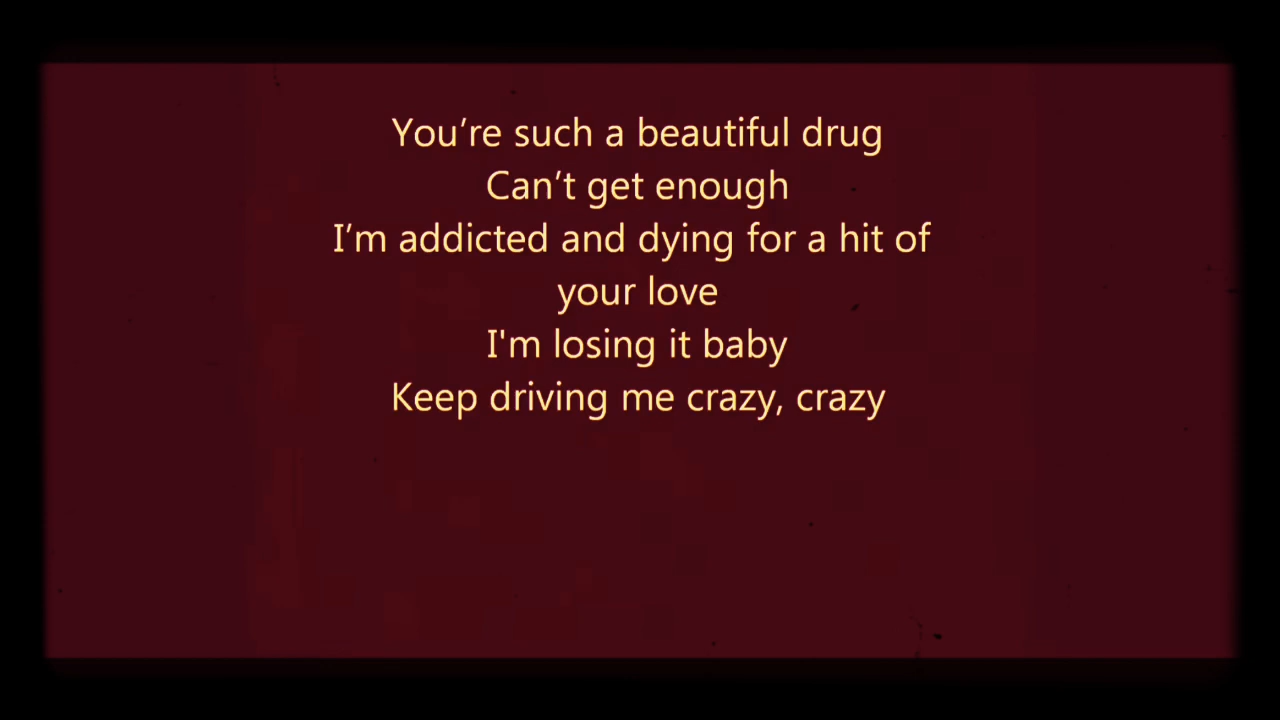 You’re such a beautiful drug
Can’t get enough
I’m addicted and dying for a hit of
your love
I'm losing it baby
Keep driving me crazy, crazy